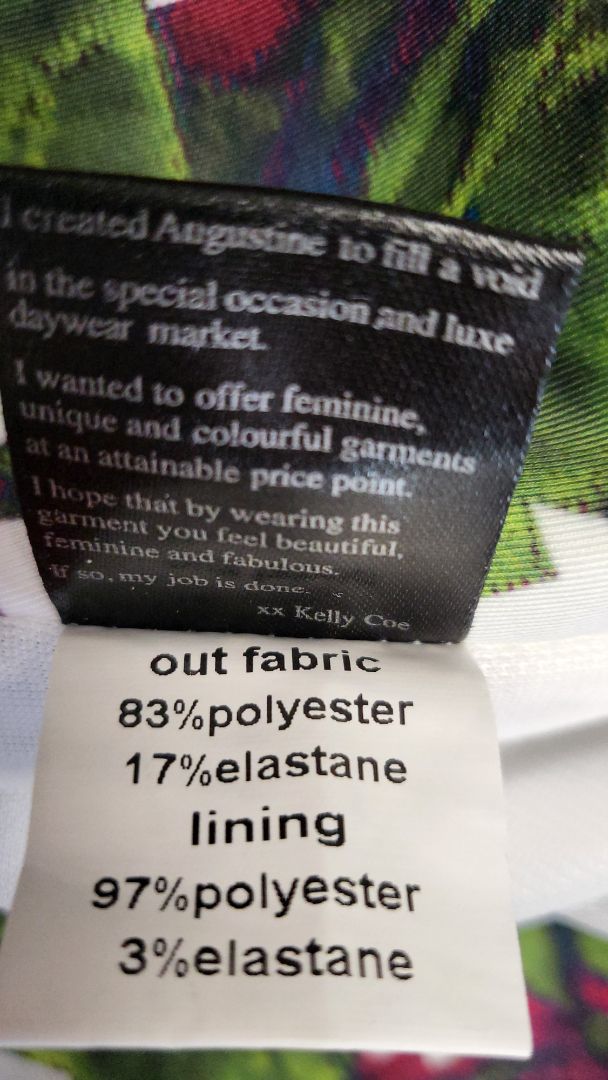 I created Augustine to fill a void
in the special occasion and luxe
daywear market.
I wanted to offer feminine,
unique and colourful garments
at an attainable price point.
I hope that by wearing this
garment you feel beautiful,
feminine and fabulous.
If so, my job is done.
xx Kelly Coe
out fabric
83%polyester
17%elastane
lining
97%polyester
3%elastane